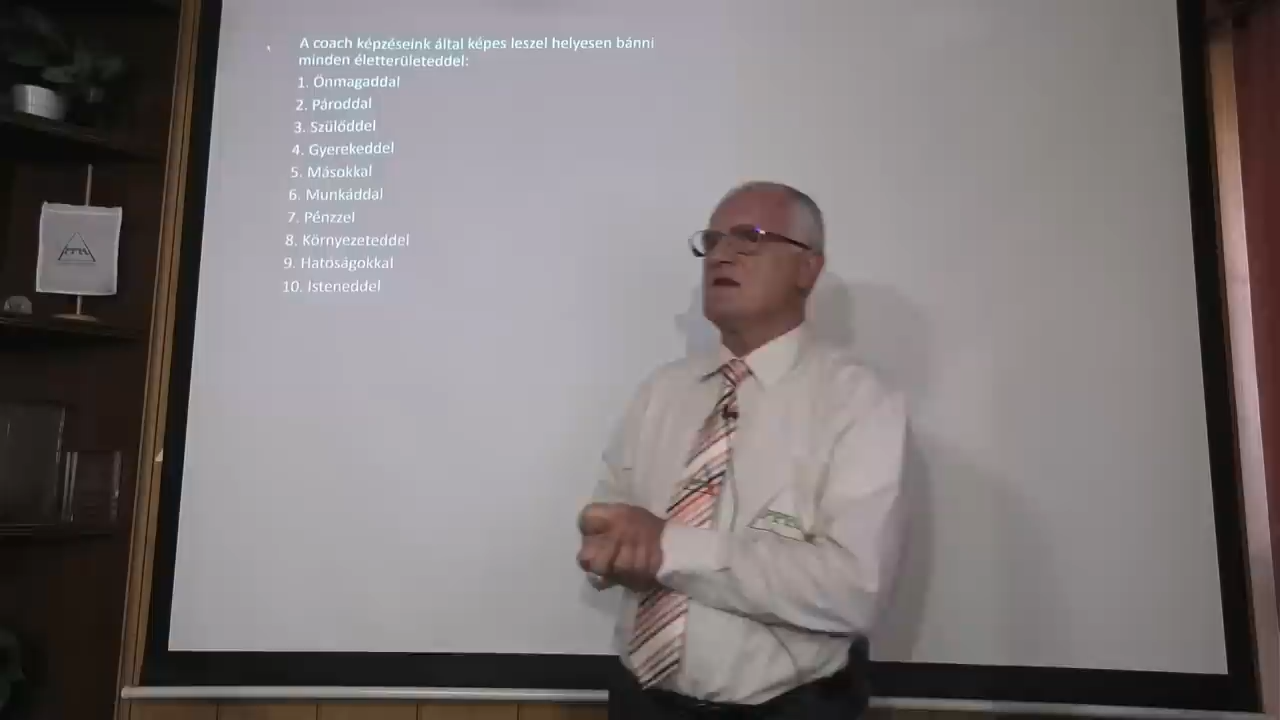 A coach képzéseink által képes leszel helyesen bánni
minden életterületeddel:
1. Önmagaddal
2. Pároddal
3. Szülőddel
4. Gyerekeddel
5. Másokkal
6. Munkáddal
7. Pénzzel
8. Környezeteddel
9. Hatóságokkal
10. Isteneddel